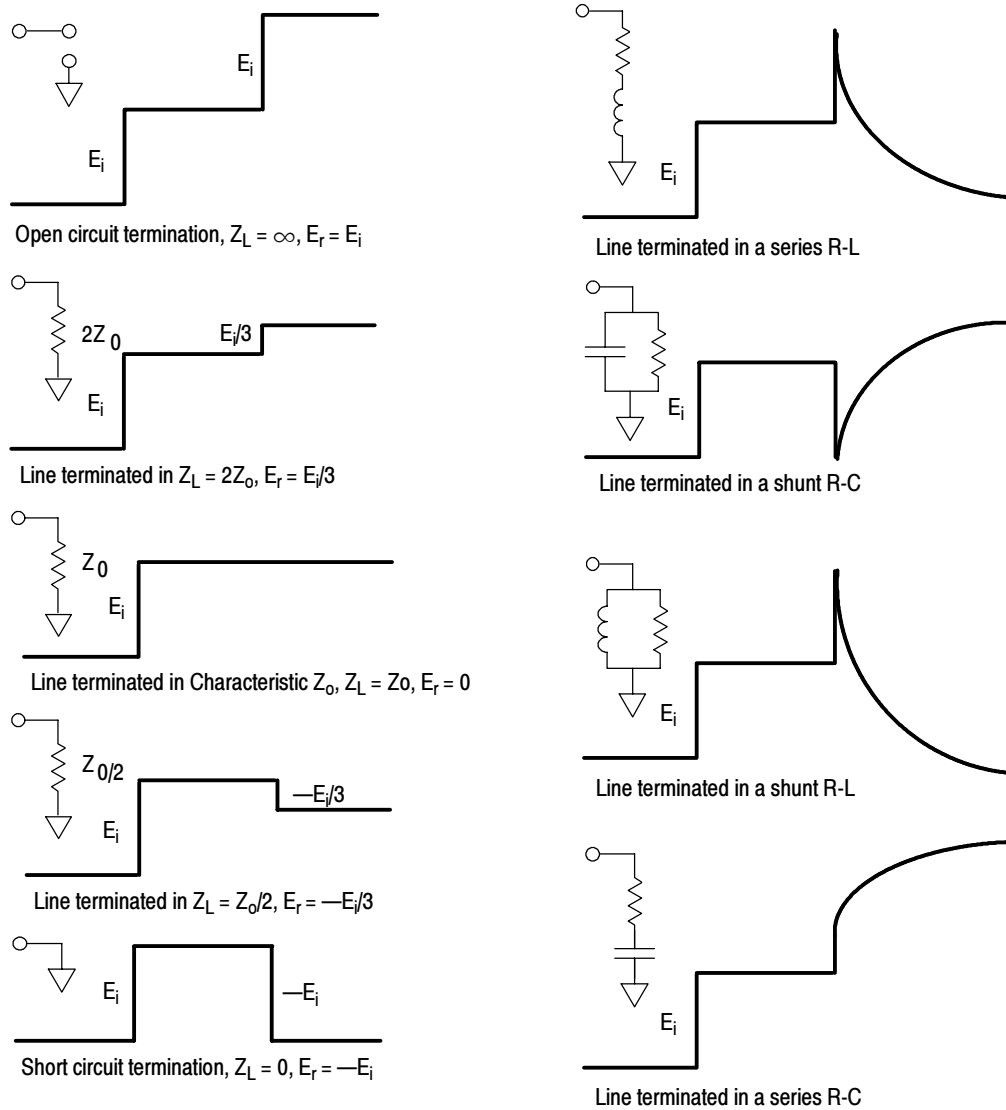 E_i
E_i
Open circuit termination, Z_L = ∞, E_r = E_i
2Z_0
E_i/3
E_i
Line terminated in Z_L = 2Z_o, E_r = E_i/3
Z_0
E_i
Line terminated in Characteristic Z_o, Z_L = Zo, E_r = 0
Z_0/2
—E_i/3
E_i
Line terminated in Z_L = Z_o/2, E_r = —E_i/3
E_i
—E_i
Short circuit termination, Z_L = 0, E_r = —E_i
E_i
Line terminated in a series R-L
E_i
Line terminated in a shunt R-C
E_i
Line terminated in a shunt R-L
E_i
Line terminated in a series R-C